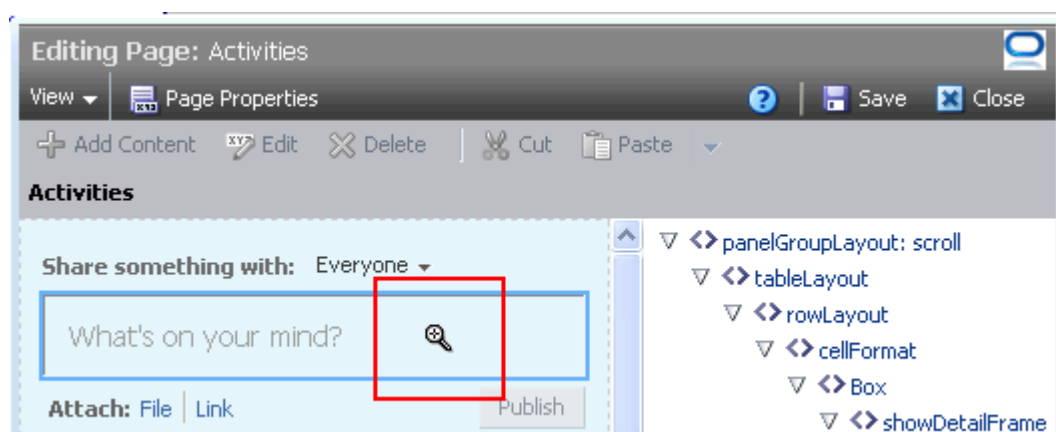 Editing Page: Activities
View Page Properties Save Close
Add Content Edit Delete Cut Paste
Activities
Share something with: Everyone
What's on your mind?
Attach: File Link Publish
<> panelGroupLayout: scroll
<> tableLayout
<> rowLayout
<> cellFormat
<> Box
<> showDetailFrame